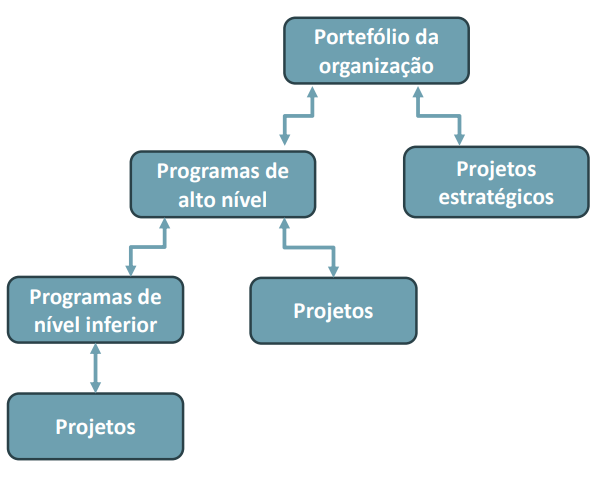 Portefólio da
organização
Programas de
alto nível
Projetos
estratégicos
Programas de
nível inferior
Projetos
Projetos